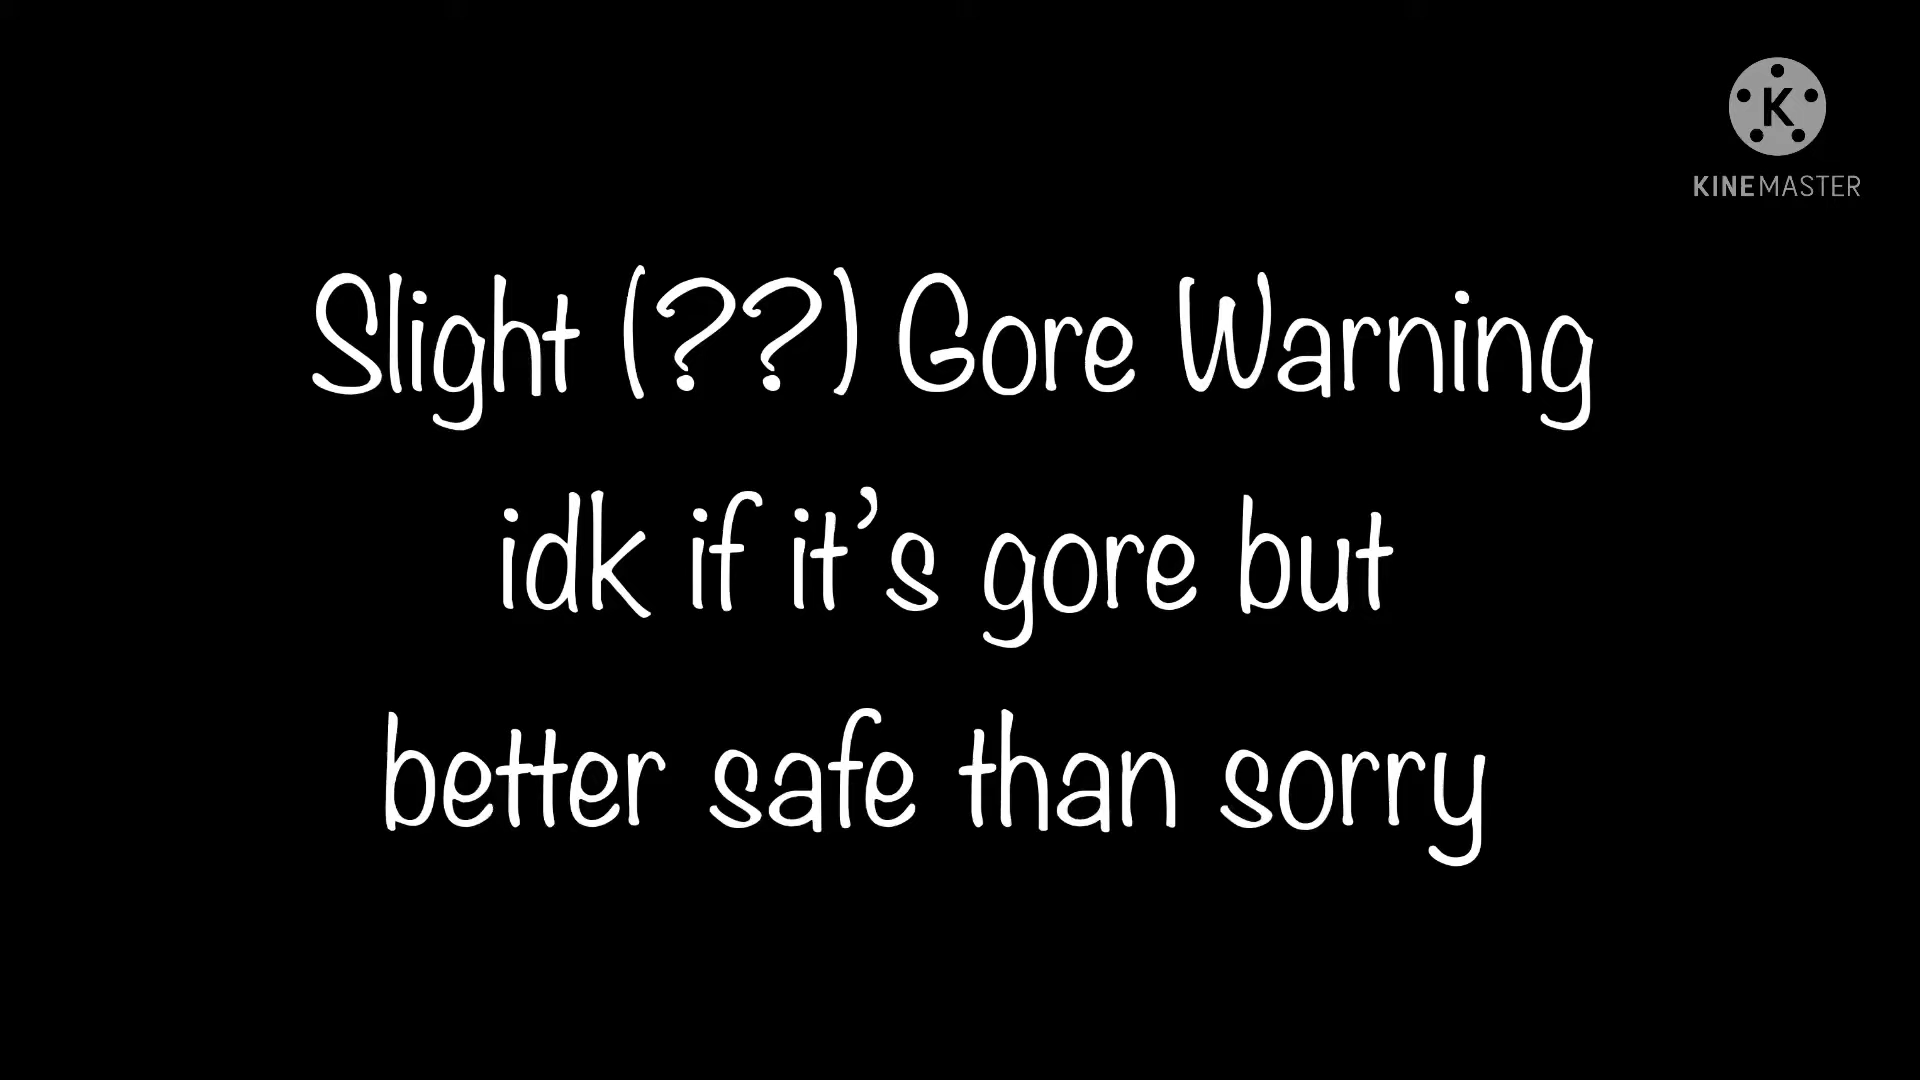 K
KINEMASTER
Slight (??) Gore Warning
idk if it's gore but
better safe than sorry